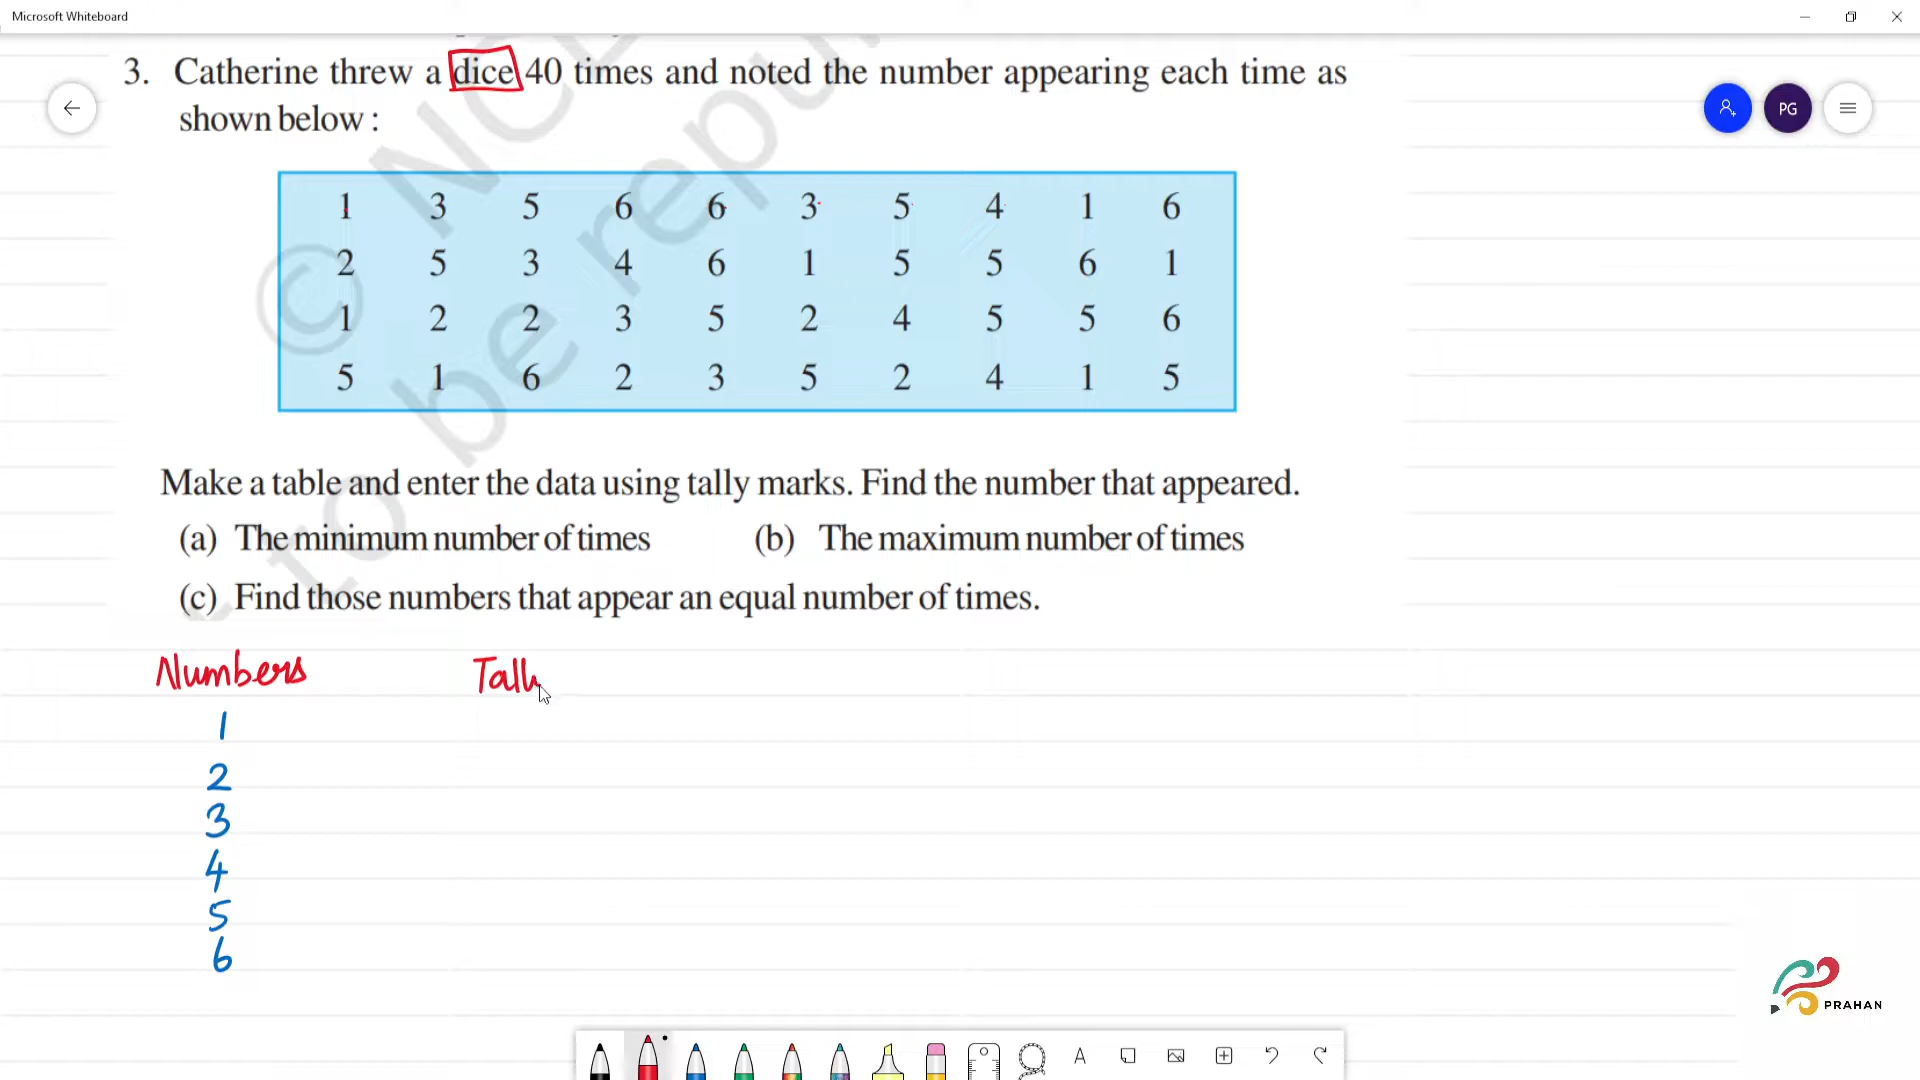 Microsoft Whiteboard
3. Catherine threw a dice 40 times and noted the number appearing each time as
shown below :
PG
1 3 5 6 6 3 5 4 1 6
2 5 3 4 6 1 5 5 6 1
1 2 2 3 5 2 4 5 5 6
5 1 6 2 3 5 2 4 1 5
Make a table and enter the data using tally marks. Find the number that appeared.
(a) The minimum number of times (b) The maximum number of times
(c) Find those numbers that appear an equal number of times.
Numbers
1
2
3
4
5
6
PRAHAN
A